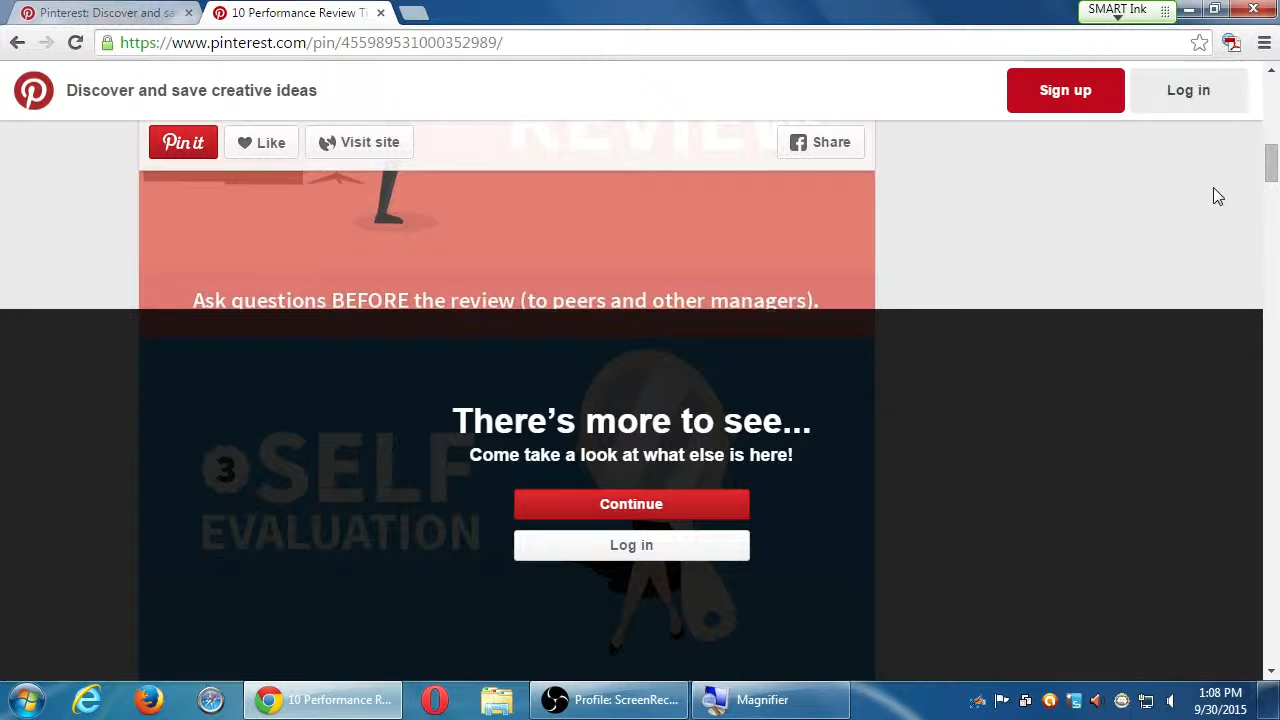 Pinterest: Discover and sa
10 Performance Review Ti
SMART Ink
https://www.pinterest.com/pin/455989531000352989/
Discover and save creative ideas
Sign up
Log in
Pin it
Like
Visit site
REVIEW
Share
Ask questions BEFORE the review (to peers and other managers).
There's more to see...
Come take a look at what else is here!
3 SELF
EVALUATION
Continue
Log in
10 Performance R...
Profile: ScreenRec...
Magnifier
1:08 PM
9/30/2015